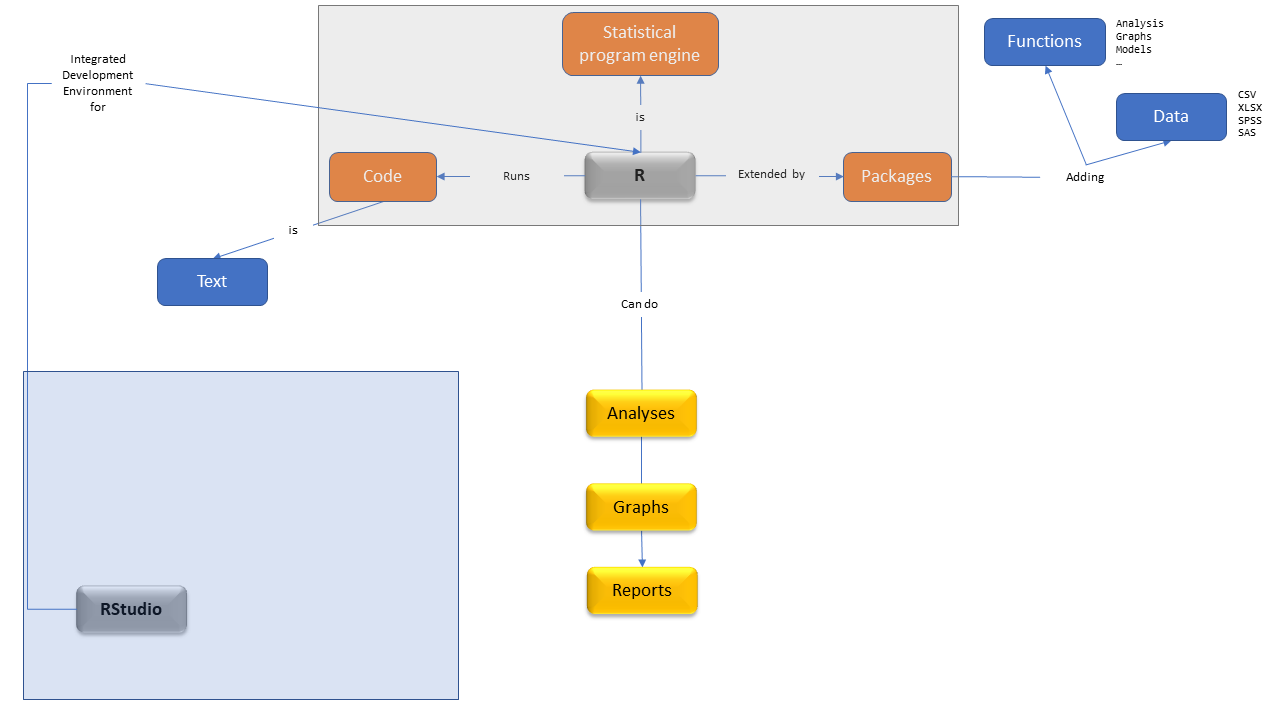 Statistical
program engine
Functions
Analysis
Graphs
Models
…
Integrated
Development
Environment
for
Data
CSV
XLSX
SPSS
SAS
is
Code
Runs
R
Extended by
Packages
Adding
is
Text
Can do
Analyses
Graphs
Reports
RStudio